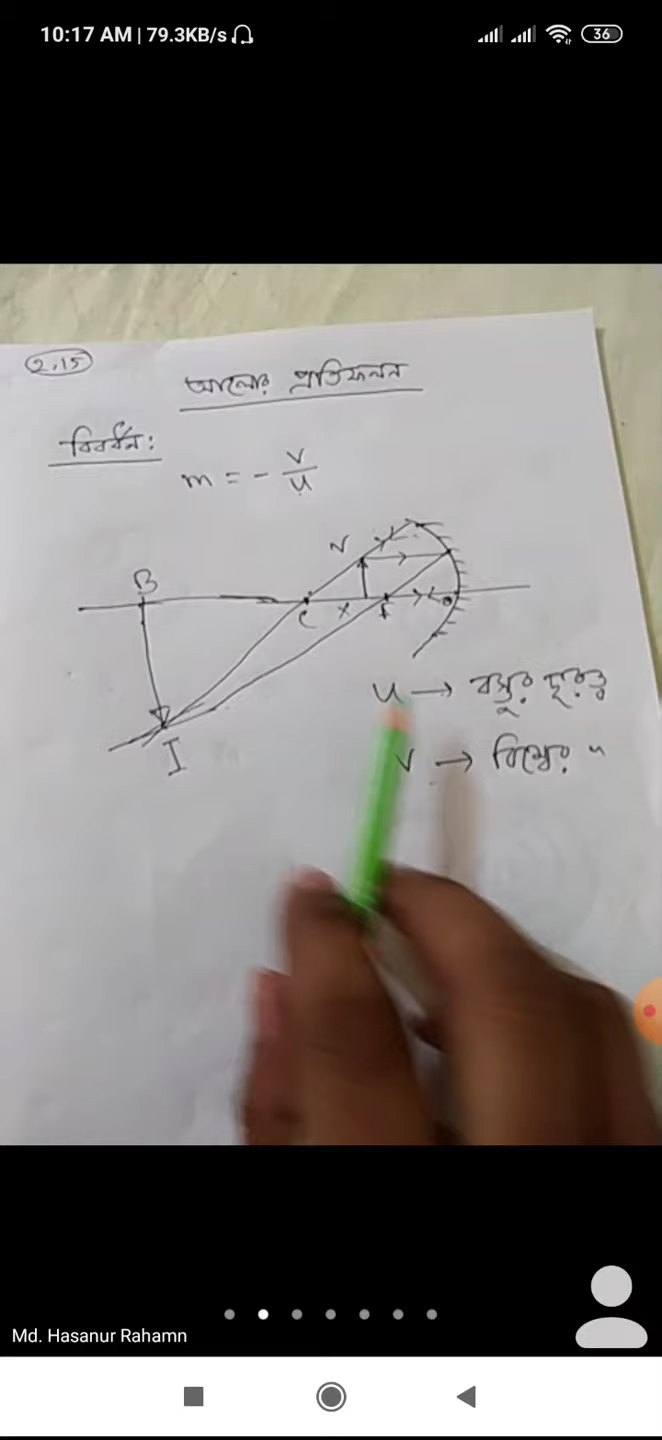 10:17 AM | 79.3KB/s
36
2.15
আলোর প্রতিফলন
বিবর্ধন:
m = - v/u
N
B
C
x
F
I
u → বস্তুর দূরত্ব
v → বিম্বের "
Md. Hasanur Rahamn